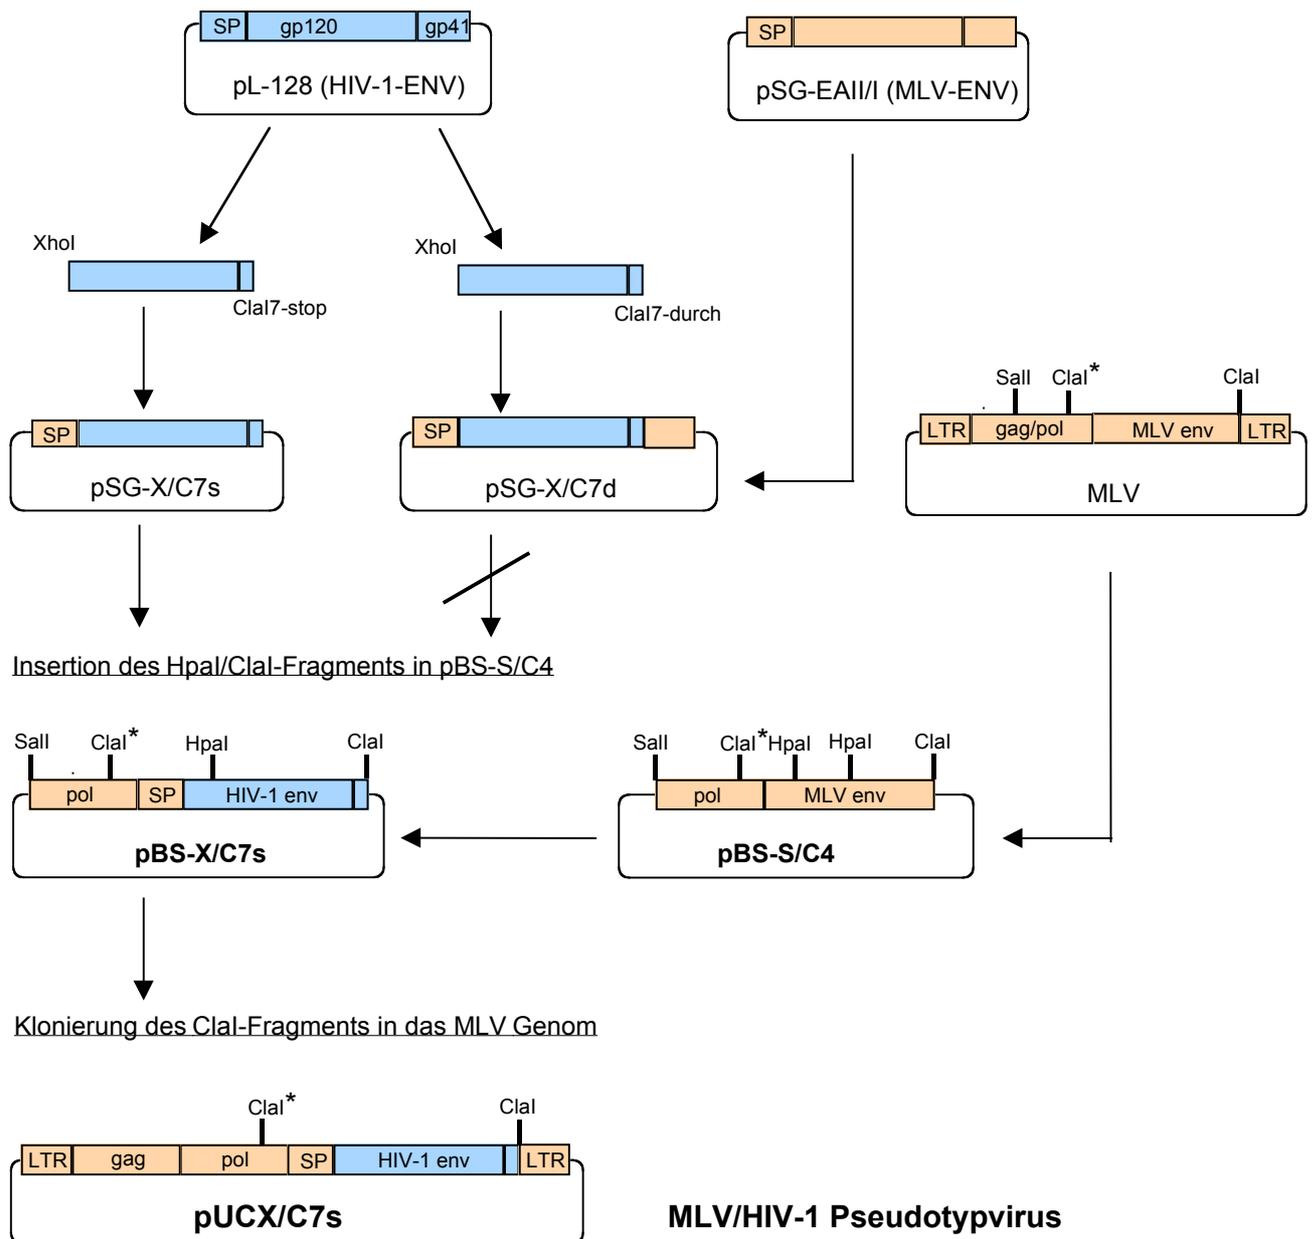 SP gp120 gp41
pL-128 (HIV-1-ENV)
SP
pSG-EAII/I (MLV-ENV)
XhoI
ClaI7-stop
XhoI
ClaI7-durch
SP
pSG-X/C7s
SP
pSG-X/C7d
SalI ClaI* ClaI
LTR gag/pol MLV env LTR
MLV
Insertion des HpaI/ClaI-Fragments in pBS-S/C4
SalI ClaI* HpaI ClaI
pol SP HIV-1 env
pBS-X/C7s
SalI ClaI* HpaI HpaI ClaI
pol MLV env
pBS-S/C4
Klonierung des ClaI-Fragments in das MLV Genom
ClaI* ClaI
LTR gag pol SP HIV-1 env LTR
pUCX/C7s
MLV/HIV-1 Pseudotypvirus